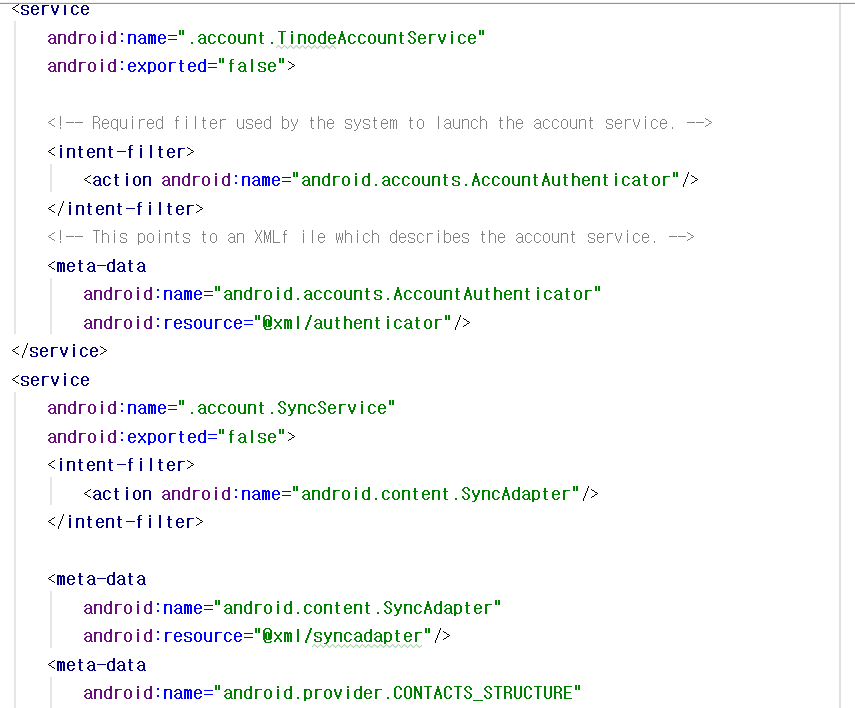 <service
android:name=".account.TinodeAccountService"
android:exported="false">
<!-- Required filter used by the system to launch the account service. -->
<intent-filter>
<action android:name="android.accounts.AccountAuthenticator"/>
</intent-filter>
<!-- This points to an XMLf ile which describes the account service. -->
<meta-data
android:name="android.accounts.AccountAuthenticator"
android:resource="@xml/authenticator"/>
</service>
<service
android:name=".account.SyncService"
android:exported="false">
<intent-filter>
<action android:name="android.content.SyncAdapter"/>
</intent-filter>
<meta-data
android:name="android.content.SyncAdapter"
android:resource="@xml/syncadapter"/>
<meta-data
android:name="android.provider.CONTACTS_STRUCTURE"